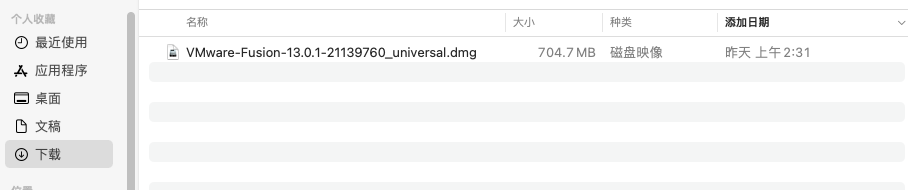 个人收藏
最近使用
应用程序
桌面
文稿
下载
名称 大小 种类 添加日期
VMware-Fusion-13.0.1-21139760_universal.dmg 704.7 MB 磁盘映像 昨天 上午2:31